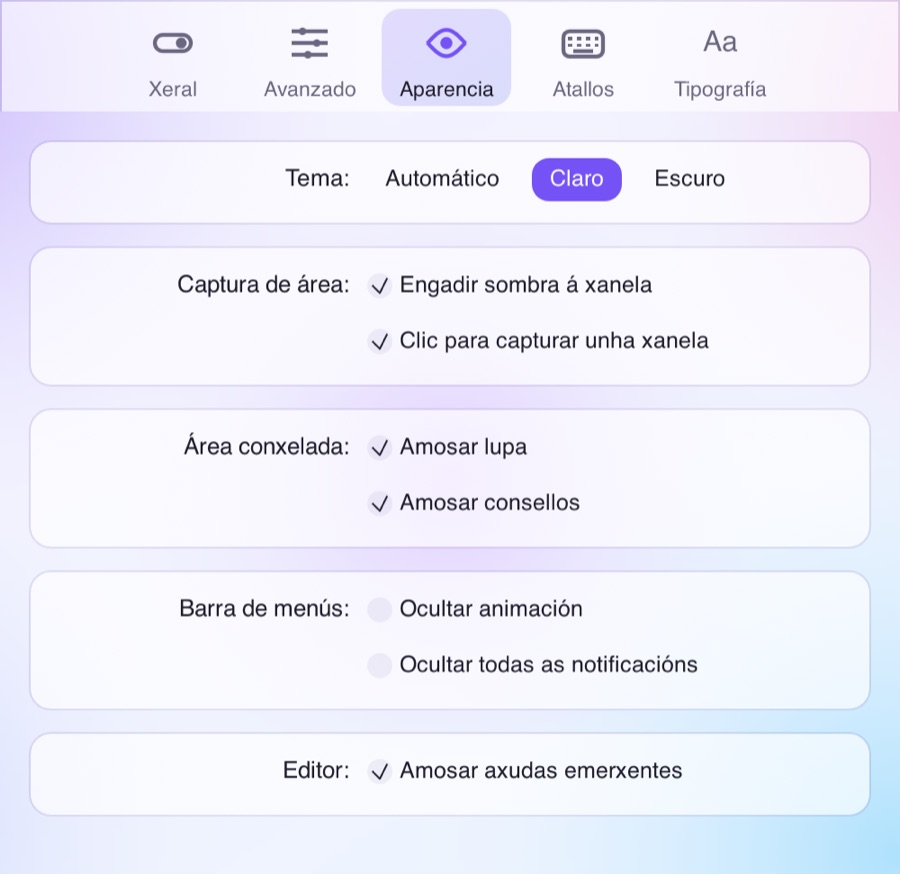 Xeral
Avanzado
Aparencia
Atallos
Aa
Tipografía
Tema: Automático Claro Escuro
Captura de área: Engadir sombra á xanela
Clic para capturar unha xanela
Área conxelada: Amosar lupa
Amosar consellos
Barra de menús: Ocultar animación
Ocultar todas as notificacións
Editor: Amosar axudas emerxentes